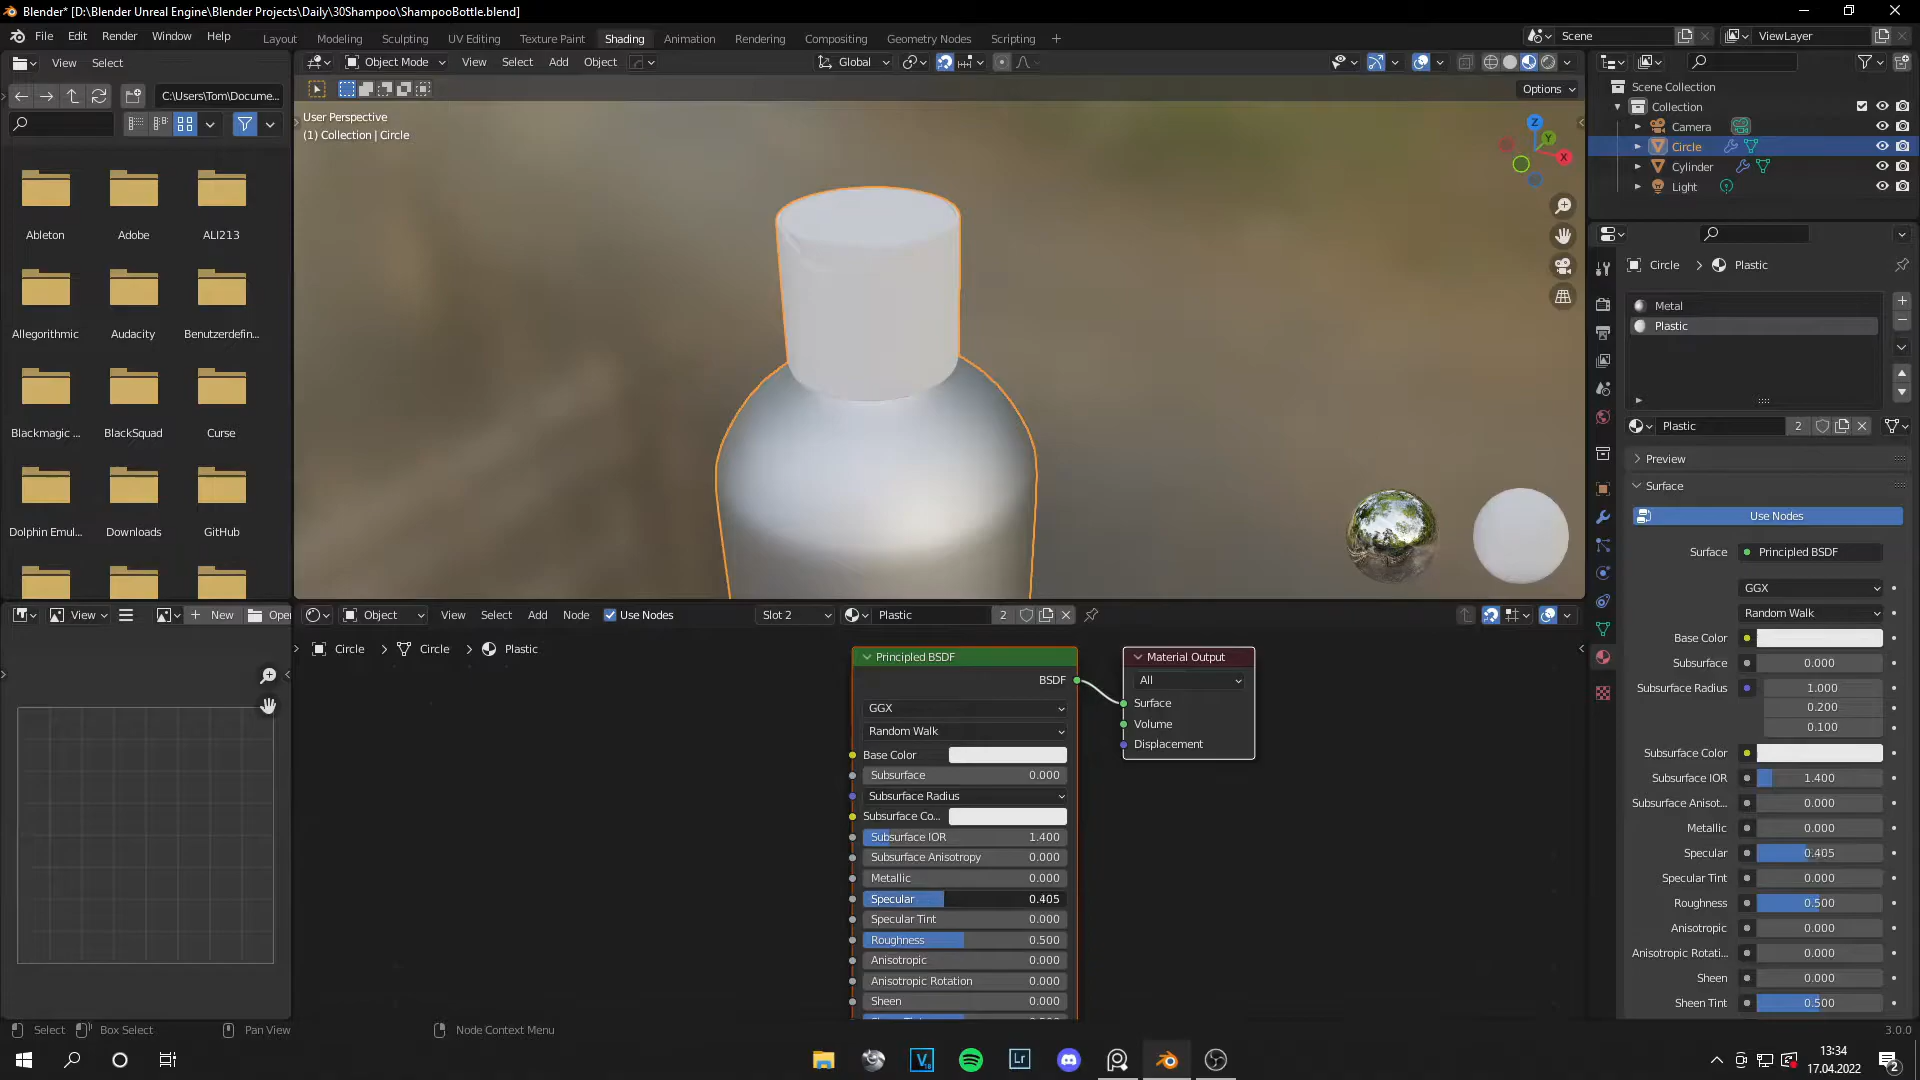 Blender* [D:\Blender Unreal Engine\Blender Projects\Daily\30Shampoo\ShampooBottle.blend]
File Edit Render Window Help
Layout Modeling Sculpting UV Editing Texture Paint Shading Animation Rendering Compositing Geometry Nodes Scripting +
Scene ViewLayer
View Select
Object Mode View Select Add Object Global
C:\Users\Tom\Docume...
Options
User Perspective
(1) Collection | Circle
Z
Y
X
Scene Collection
Collection
Camera
Circle
Cylinder
Light
Ableton Adobe ALI213
Allegorithmic Audacity Benutzerdefin...
Blackmagic ... BlackSquad Curse
Dolphin Emul... Downloads GitHub
Circle > Plastic
Metal
Plastic
Plastic 2
Preview
Surface
Use Nodes
Surface Principled BSDF
GGX
Random Walk
Base Color
Subsurface 0.000
Subsurface Radius 1.000
0.200
0.100
Subsurface Color
Subsurface IOR 1.400
Subsurface Anisot... 0.000
Metallic 0.000
Specular 0.405
Specular Tint 0.000
Roughness 0.500
Anisotropic 0.000
Anisotropic Rotati... 0.000
Sheen 0.000
Sheen Tint 0.500
View + New Ope
Object View Select Add Node Use Nodes Slot 2 Plastic 2
Circle > Circle > Plastic
Principled BSDF
BSDF
GGX
Random Walk
Base Color
Subsurface 0.000
Subsurface Radius
Subsurface Co...
Subsurface IOR 1.400
Subsurface Anisotropy 0.000
Metallic 0.000
Specular 0.405
Specular Tint 0.000
Roughness 0.500
Anisotropic 0.000
Anisotropic Rotation 0.000
Sheen 0.000
Material Output
All
Surface
Volume
Displacement
Select Box Select Pan View Node Context Menu
3.0.0
Lr
13:34
17.04.2022
2